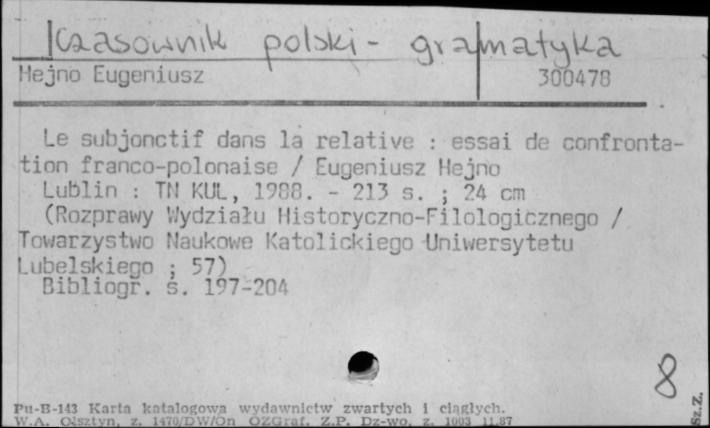 Czasownik polski - gramatyka
Hejno Eugeniusz 300478
Le subjonctif dans la relative : essai de confronta-
tion franco-polonaise / Eugeniusz Hejno
Lublin : TN KUL, 1988. - 213 s. ; 24 cm
(Rozprawy Wydziału Historyczno-Filologicznego /
Towarzystwo Naukowe Katolickiego Uniwersytetu
Lubelskiego ; 57)
Bibliogr. s. 197-204
8
Sz.Z.
Pu-B-143 Karta katalogowa wydawnictw zwartych i ciągłych.
W.A. Olsztyn, z. 1470/DW/On OZGraf. Z.P. Dz-wo, z. 1003 11.87